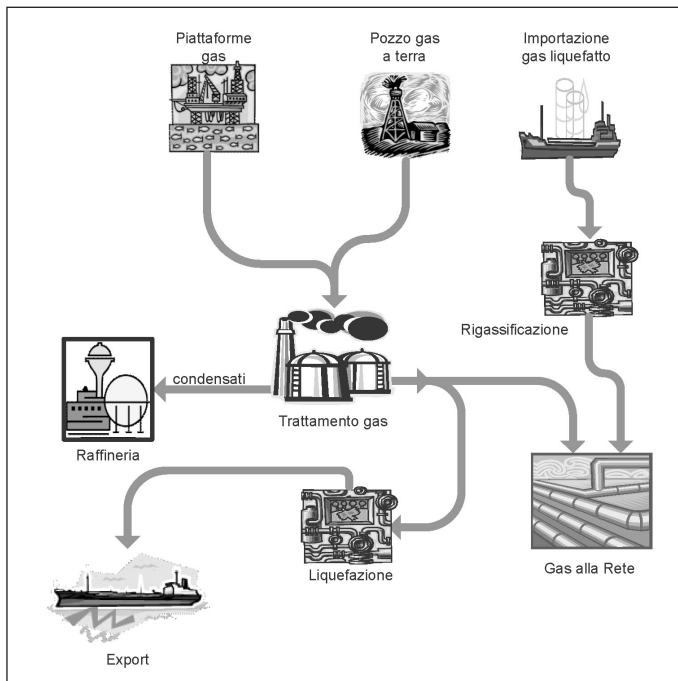 Piattaforme
gas
Pozzo gas
a terra
Importazione
gas liquefatto
Rigassificazione
condensati
Trattamento gas
Raffineria
Liquefazione
Gas alla Rete
Export